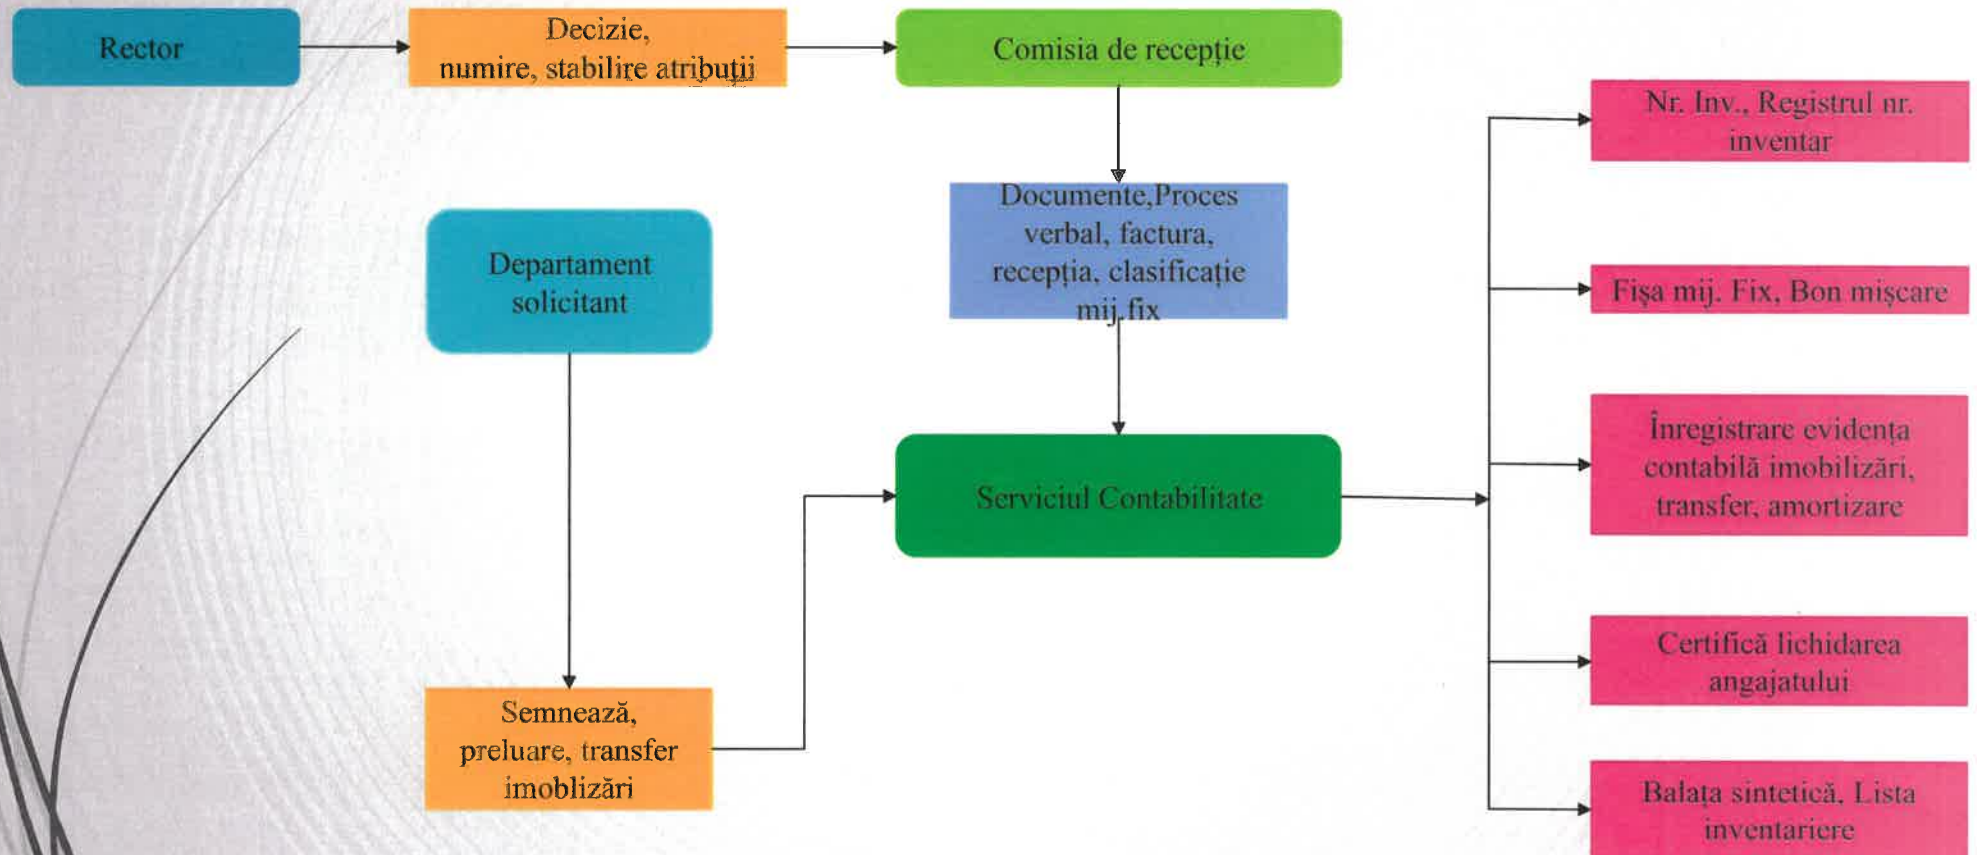 Rector
Decizie,
numire, stabilire atribuții
Comisia de recepție
Nr. Inv., Registrul nr.
inventar
Departament
solicitant
Documente,Proces
verbal, factura,
recepția, clasificație
mij.fix
Fișa mij. Fix, Bon mișcare
Înregistrare evidența
contabilă imobilizări,
transfer, amortizare
Serviciul Contabilitate
Certifică lichidarea
angajatului
Semnează,
preluare, transfer
imoblizări
Balața sintetică, Lista
inventariere